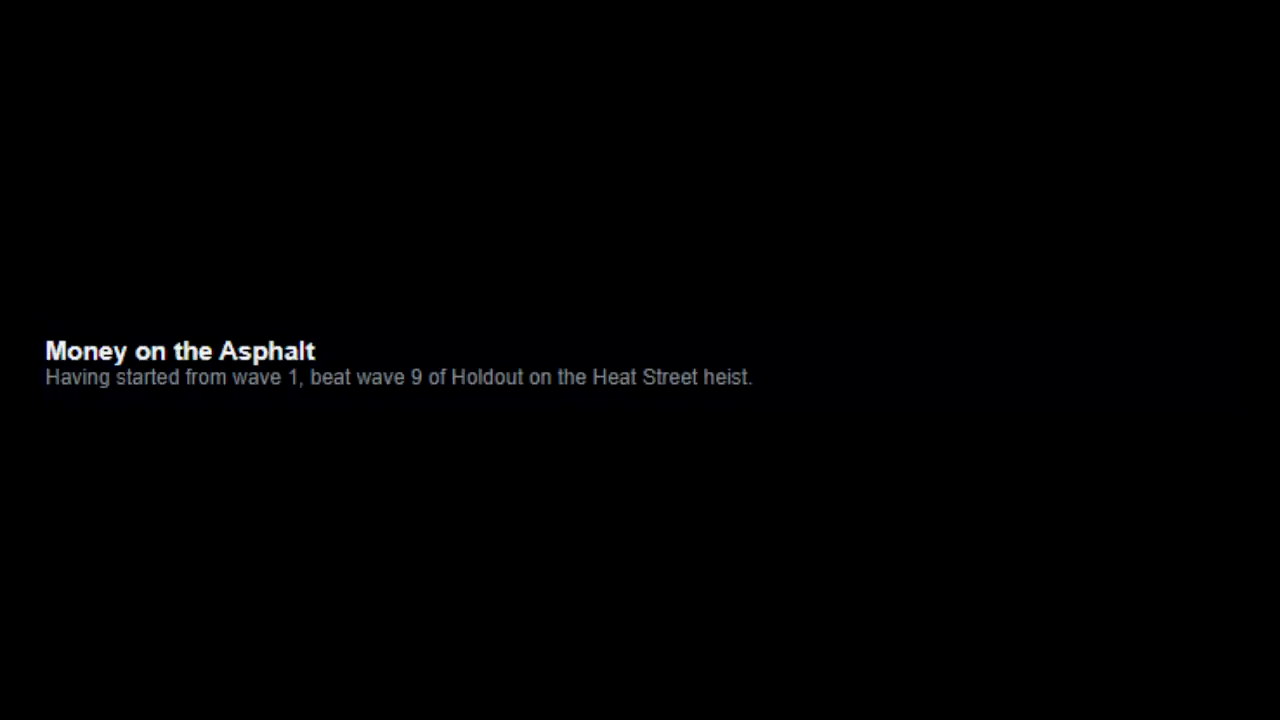 Money on the Asphalt
Having started from wave 1, beat wave 9 of Holdout on the Heat Street heist.